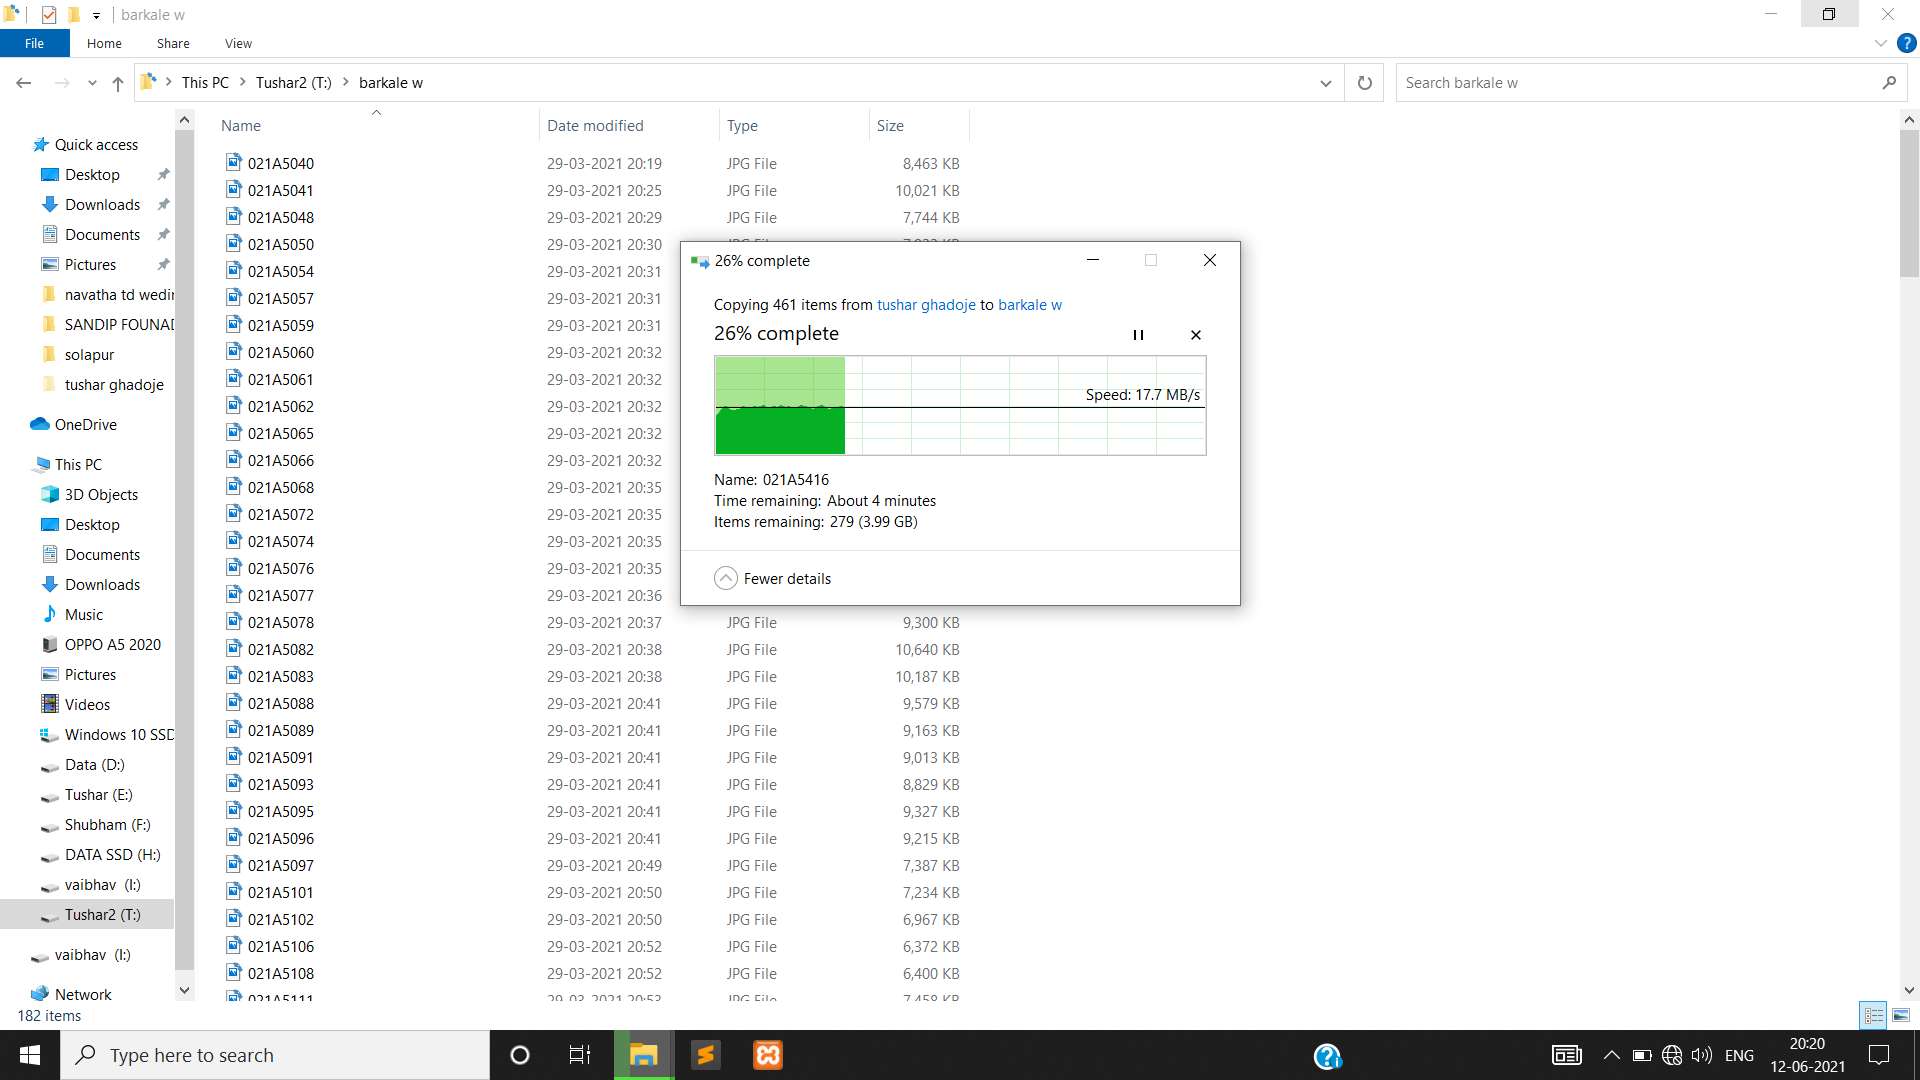 barkale w
File Home Share View
This PC > Tushar2 (T:) > barkale w
Search barkale w
Name Date modified Type Size
Quick access
Desktop
Downloads
Documents
Pictures
navatha td wedin
SANDIP FOUNAD
solapur
tushar ghadoje
OneDrive
This PC
3D Objects
Desktop
Documents
Downloads
Music
OPPO A5 2020
Pictures
Videos
Windows 10 SSD
Data (D:)
Tushar (E:)
Shubham (F:)
DATA SSD (H:)
vaibhav (I:)
Tushar2 (T:)
vaibhav (I:)
Network
021A5040 29-03-2021 20:19 JPG File 8,463 KB
021A5041 29-03-2021 20:25 JPG File 10,021 KB
021A5048 29-03-2021 20:29 JPG File 7,744 KB
021A5050 29-03-2021 20:30
021A5054 29-03-2021 20:31
021A5057 29-03-2021 20:31
021A5059 29-03-2021 20:31
021A5060 29-03-2021 20:32
021A5061 29-03-2021 20:32
021A5062 29-03-2021 20:32
021A5065 29-03-2021 20:32
021A5066 29-03-2021 20:32
021A5068 29-03-2021 20:35
021A5072 29-03-2021 20:35
021A5074 29-03-2021 20:35
021A5076 29-03-2021 20:35
021A5077 29-03-2021 20:36
021A5078 29-03-2021 20:37 JPG File 9,300 KB
021A5082 29-03-2021 20:38 JPG File 10,640 KB
021A5083 29-03-2021 20:38 JPG File 10,187 KB
021A5088 29-03-2021 20:41 JPG File 9,579 KB
021A5089 29-03-2021 20:41 JPG File 9,163 KB
021A5091 29-03-2021 20:41 JPG File 9,013 KB
021A5093 29-03-2021 20:41 JPG File 8,829 KB
021A5095 29-03-2021 20:41 JPG File 9,327 KB
021A5096 29-03-2021 20:41 JPG File 9,215 KB
021A5097 29-03-2021 20:49 JPG File 7,387 KB
021A5101 29-03-2021 20:50 JPG File 7,234 KB
021A5102 29-03-2021 20:50 JPG File 6,967 KB
021A5106 29-03-2021 20:52 JPG File 6,372 KB
021A5108 29-03-2021 20:52 JPG File 6,400 KB
021A5111 29-03-2021 20:53 JPG File 7,458 KB
26% complete
Copying 461 items from tushar ghadoje to barkale w
26% complete
Speed: 17.7 MB/s
Name: 021A5416
Time remaining: About 4 minutes
Items remaining: 279 (3.99 GB)
Fewer details
182 items
Type here to search
ENG
20:20
12-06-2021